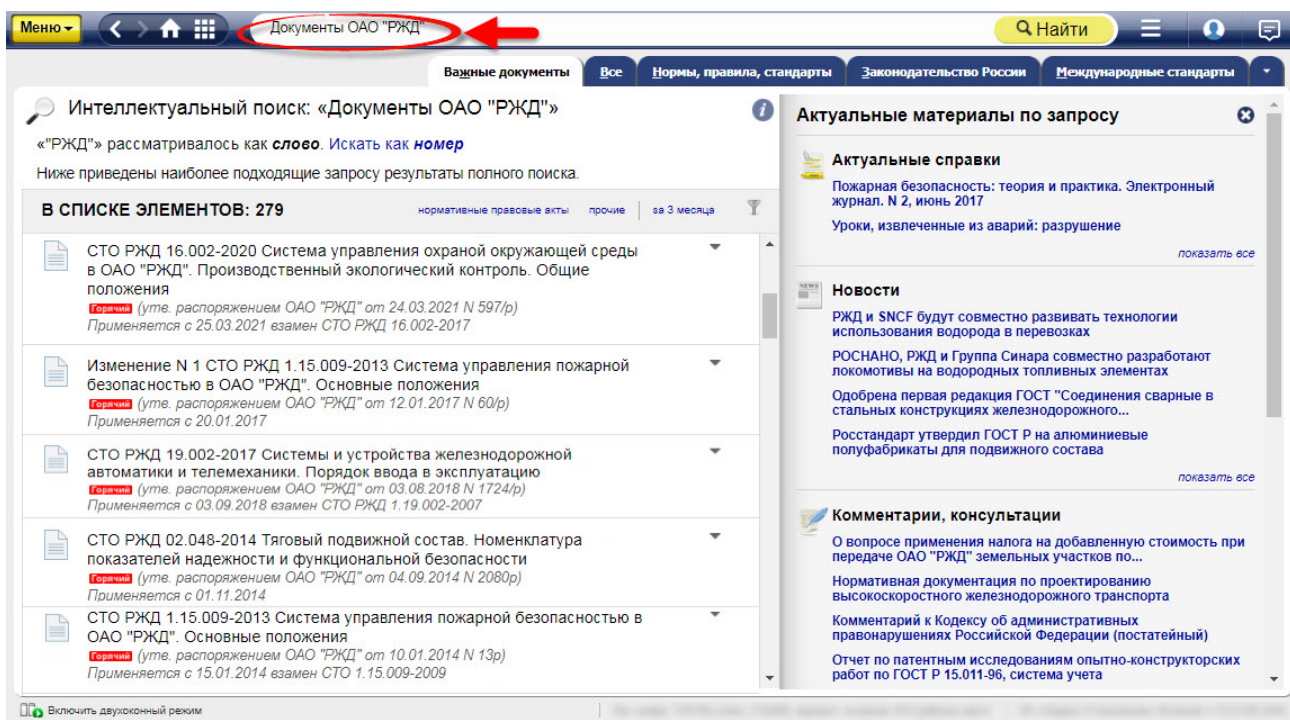 Меню
Документы ОАО "РЖД"
Найти
Важные документы
Все
Нормы, правила, стандарты
Законодательство России
Международные стандарты
Интеллектуальный поиск: «Документы ОАО "РЖД"»
«"РЖД"» рассматривалось как слово. Искать как номер
Ниже приведены наиболее подходящие запросу результаты полного поиска.
В СПИСКЕ ЭЛЕМЕНТОВ: 279
нормативные правовые акты
прочие
за 3 месяца
СТО РЖД 16.002-2020 Система управления охраной окружающей среды
в ОАО "РЖД". Производственный экологический контроль. Общие
положения
Горячий (утв. распоряжением ОАО "РЖД" от 24.03.2021 N 597/р)
Применяется с 25.03.2021 взамен СТО РЖД 16.002-2017
Изменение N 1 СТО РЖД 1.15.009-2013 Система управления пожарной
безопасностью в ОАО "РЖД". Основные положения
Горячий (утв. распоряжением ОАО "РЖД" от 12.01.2017 N 60/р)
Применяется с 20.01.2017
СТО РЖД 19.002-2017 Системы и устройства железнодорожной
автоматики и телемеханики. Порядок ввода в эксплуатацию
Горячий (утв. распоряжением ОАО "РЖД" от 03.08.2018 N 1724/р)
Применяется с 03.09.2018 взамен СТО РЖД 1.19.002-2007
СТО РЖД 02.048-2014 Тяговый подвижной состав. Номенклатура
показателей надежности и функциональной безопасности
Горячий (утв. распоряжением ОАО "РЖД" от 04.09.2014 N 2080р)
Применяется с 01.11.2014
СТО РЖД 1.15.009-2013 Система управления пожарной безопасностью в
ОАО "РЖД". Основные положения
Горячий (утв. распоряжением ОАО "РЖД" от 10.01.2014 N 13р)
Применяется с 15.01.2014 взамен СТО 1.15.009-2009
Актуальные материалы по запросу
Актуальные справки
Пожарная безопасность: теория и практика. Электронный
журнал. N 2, июнь 2017
Уроки, извлеченные из аварий: разрушение
показать все
NEWS
Новости
РЖД и SNCF будут совместно развивать технологии
использования водорода в перевозках
РОСНАНО, РЖД и Группа Синара совместно разработают
локомотивы на водородных топливных элементах
Одобрена первая редакция ГОСТ "Соединения сварные в
стальных конструкциях железнодорожного...
Росстандарт утвердил ГОСТ Р на алюминиевые
полуфабрикаты для подвижного состава
показать все
Комментарии, консультации
О вопросе применения налога на добавленную стоимость при
передаче ОАО "РЖД" земельных участков по...
Нормативная документация по проектированию
высокоскоростного железнодорожного транспорта
Комментарий к Кодексу об административных
правонарушениях Российской Федерации (постатейный)
Отчет по патентным исследованиям опытно-конструкторских
работ по ГОСТ Р 15.011-96, система учета
Включить двухоконный режим